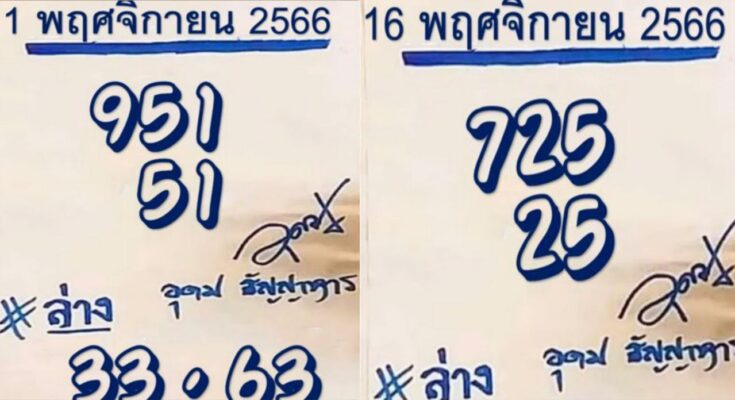 1 พฤศจิกายน 2566
951
51
อุดม ธัญญาหาร
# ล่าง
33 . 63
16 พฤศจิกายน 2566
725
25
อุดม ธัญญาหาร
# ล่าง